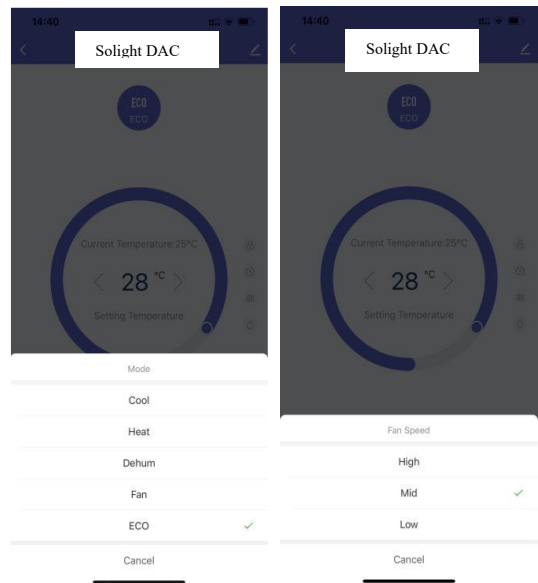 14:40
Solight DAC
ECO
ECO
Current Temperature:25°C
28 °C
Setting Temperature
Mode
Cool
Heat
Dehum
Fan
ECO
Cancel
14:40
Solight DAC
ECO
ECO
Current Temperature:25°C
28 °C
Setting Temperature
Fan Speed
High
Mid
Low
Cancel